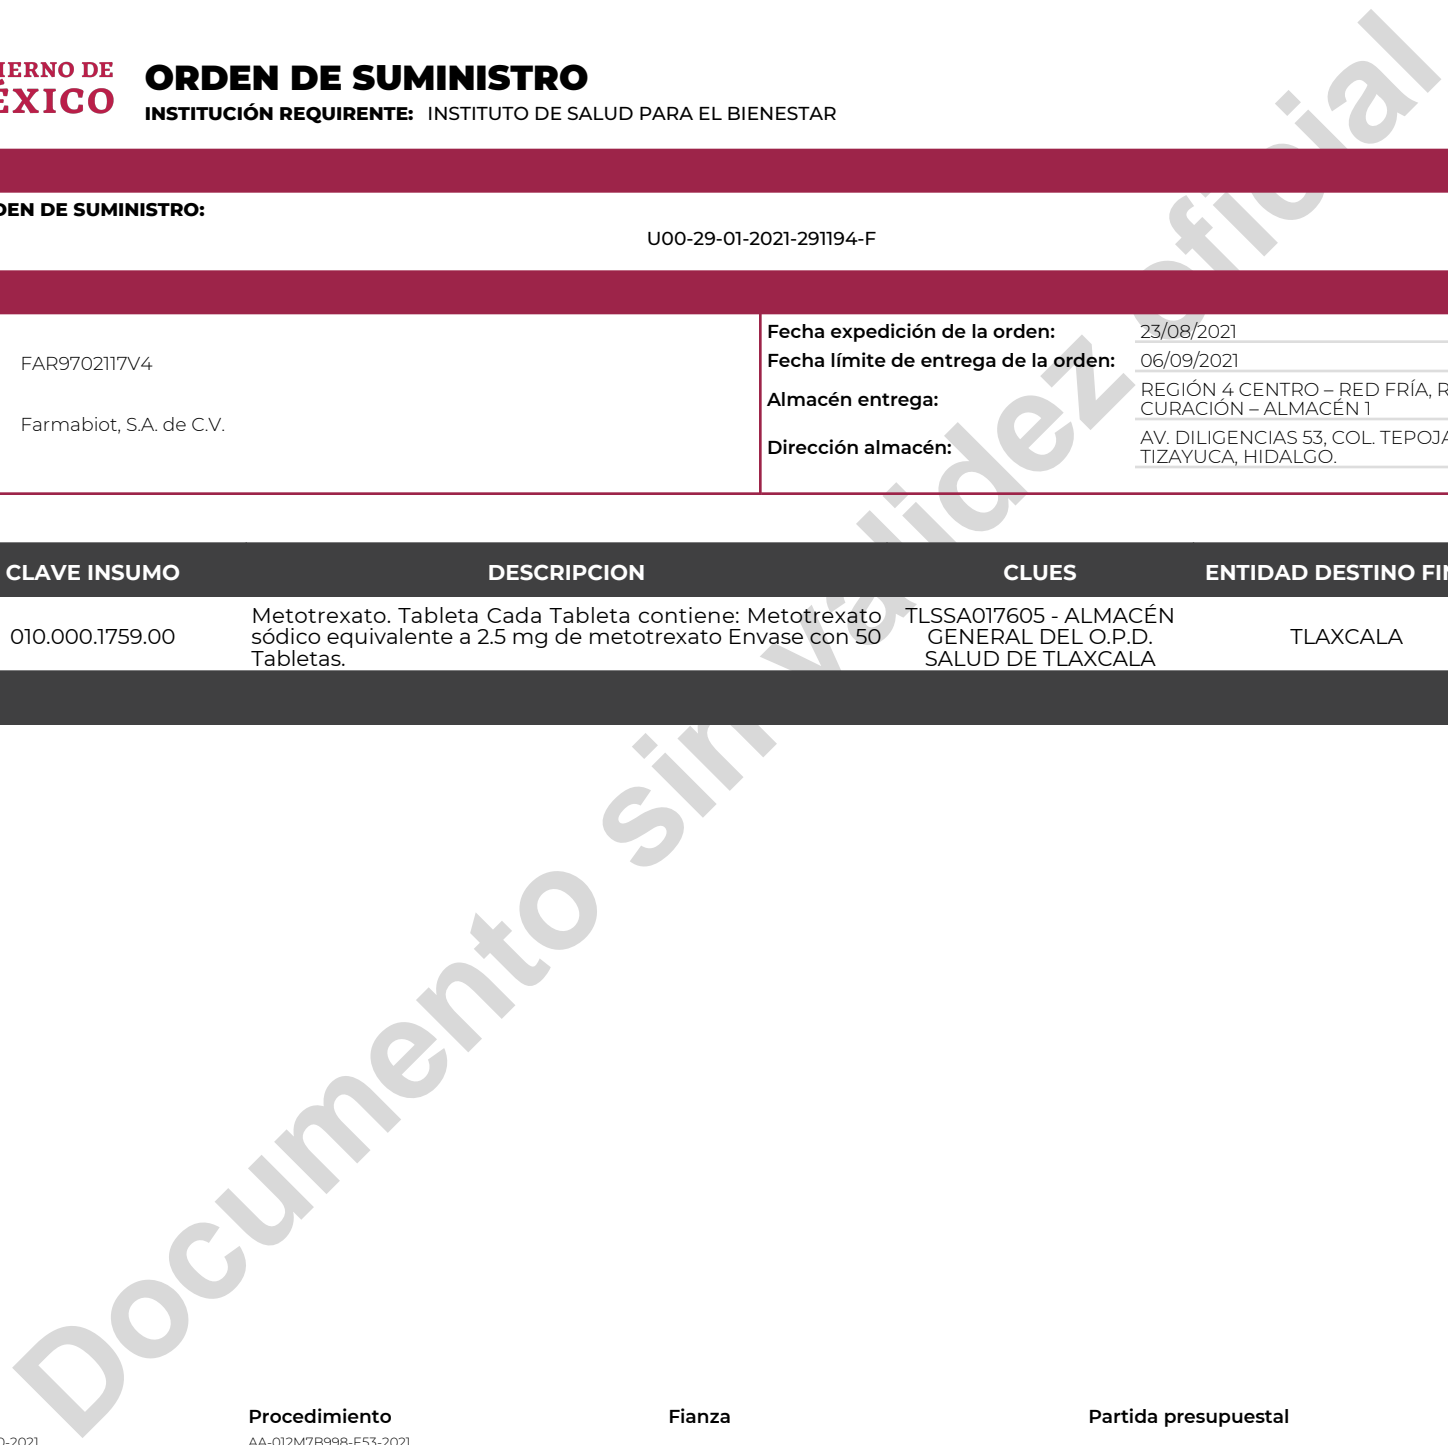 ORDEN DE SUMINISTRO
INSTITUCIÓN REQUIRENTE: INSTITUTO DE SALUD PARA EL BIENESTAR
DE
MÉXICO
DE SUMINISTRO:
U00-29-01-2021-291194-F
FAR9702117V4
Farmabiot, S.A. de C.V.
Fecha expedición de la orden: 23/08/2021
Fecha límite de entrega de la orden: 06/09/2021
Almacén entrega: REGIÓN 4 CENTRO – RED FRÍA,
CURACIÓN – ALMACÉN 1
Dirección almacén: AV. DILIGENCIAS 53, COL.
TIZAYUCA, HIDALGO.
CLAVE INSUMO DESCRIPCION CLUES ENTIDAD DESTINO
010.000.1759.00
Metotrexato. Tableta Cada Tableta contiene: Metotrexato
sódico equivalente a 2.5 mg de metotrexato Envase con 50
Tabletas.
TLSSA017605 - ALMACÉN
GENERAL DEL O.P.D.
SALUD DE TLAXCALA
TLAXCALA
Documento sin validez oficial
Procedimiento Fianza Partida presupuestal
AA-012M7B998-E53-2021